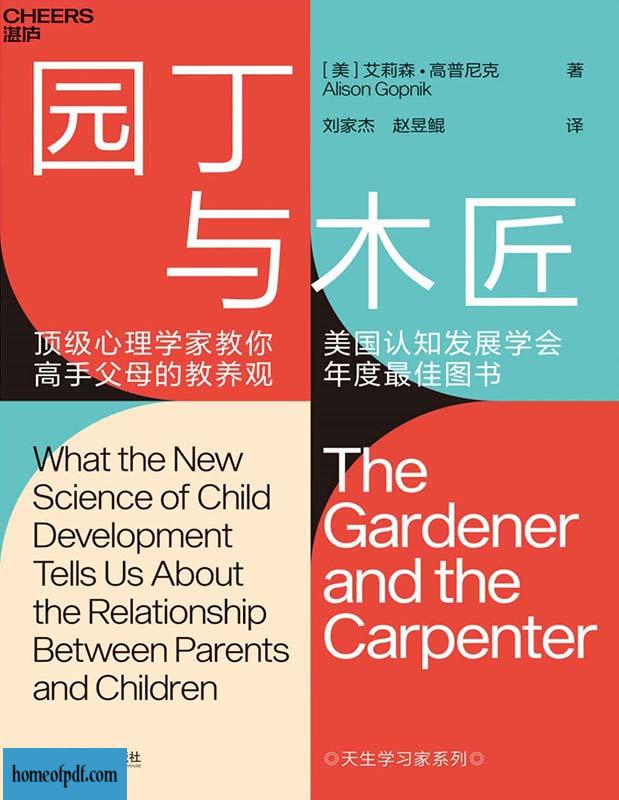 CHEERS
湛庐
[美] 艾莉森·高普尼克 著
Alison Gopnik
刘家杰 赵昱鲲 译
园丁
与木匠
顶级心理学家教你
高手父母的教养观
美国认知发展学会
年度最佳图书
What the New
Science of Child
Development
Tells Us About
the Relationship
Between Parents
and Children
The
Gardener
and the
Carpenter
社
homeofpdf.com
◎天生学习家系列◎